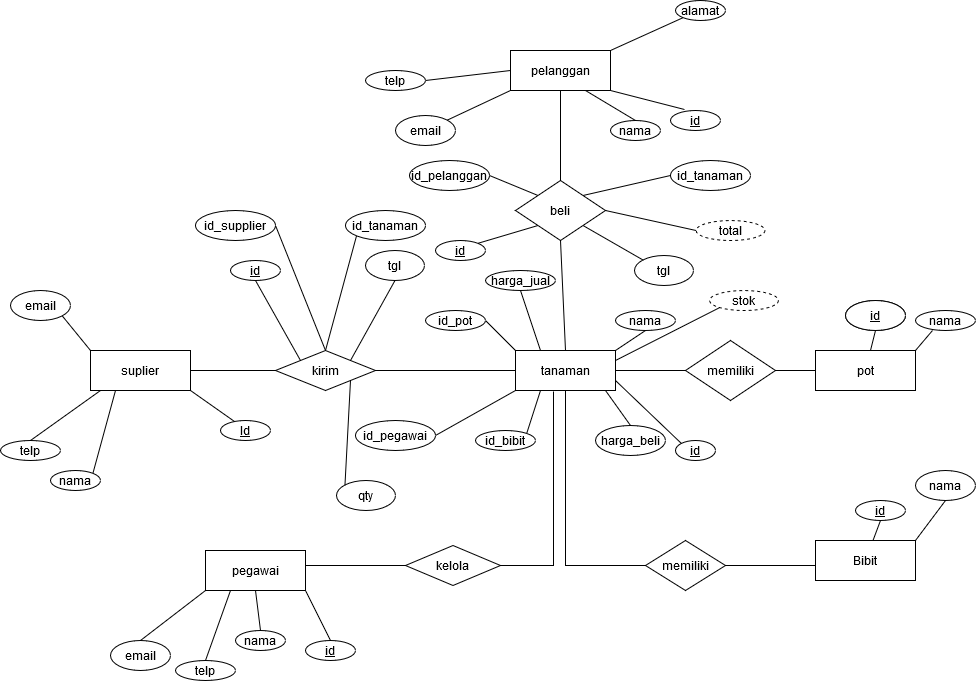 alamat
pelanggan
telp
email
nama
id
id_pelanggan
id_tanaman
beli
total
id
tgl
id_supplier
id_tanaman
id
tgl
harga_jual
stok
email
id_pot
nama
id
nama
suplier
kirim
tanaman
memiliki
pot
telp
nama
Id
id_pegawai
id_bibit
harga_beli
id
qty
nama
id
pegawai
kelola
memiliki
Bibit
email
telp
nama
id